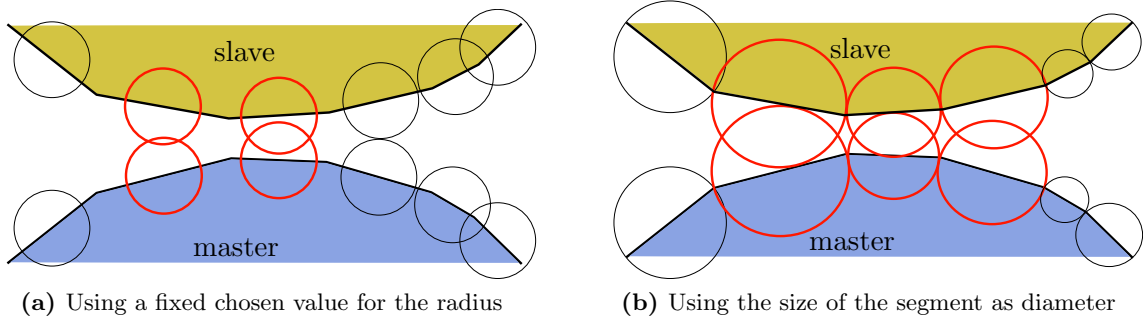 slave
master
(a) Using a fixed chosen value for the radius
slave
master
(b) Using the size of the segment as diameter